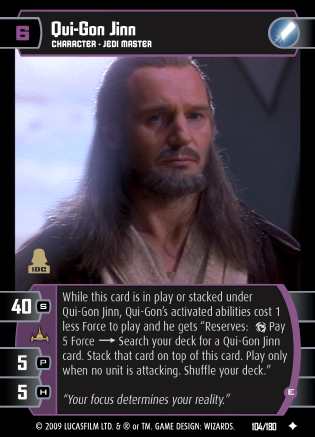 6
Qui-Gon Jinn
CHARACTER • JEDI MASTER
IDC
40 S
5 P
5 H
While this card is in play or stacked under
Qui-Gon Jinn, Qui-Gon's activated abilities cost 1
less Force to play and he gets "Reserves: Pay
5 Force → Search your deck for a Qui-Gon Jinn
card. Stack that card on top of this card. Play only
when no unit is attacking. Shuffle your deck."
"Your focus determines your reality."
E
© 2009 LUCASFILM LTD. & ® or TM. GAME DESIGN: WIZARDS. 104/180